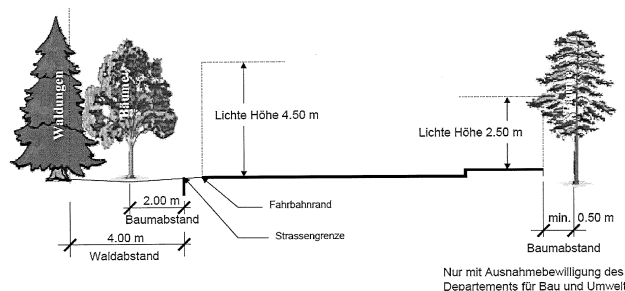 Waldungen
Bäume
Lichte Höhe 4.50 m
Lichte Höhe 2.50 m
2.00 m
Baumabstand
4.00 m
Waldabstand
Fahrbahnrand
Strassengrenze
min. 0.50 m
Baumabstand
Nur mit Ausnahmebewilligung des
Departements für Bau und Umwelt